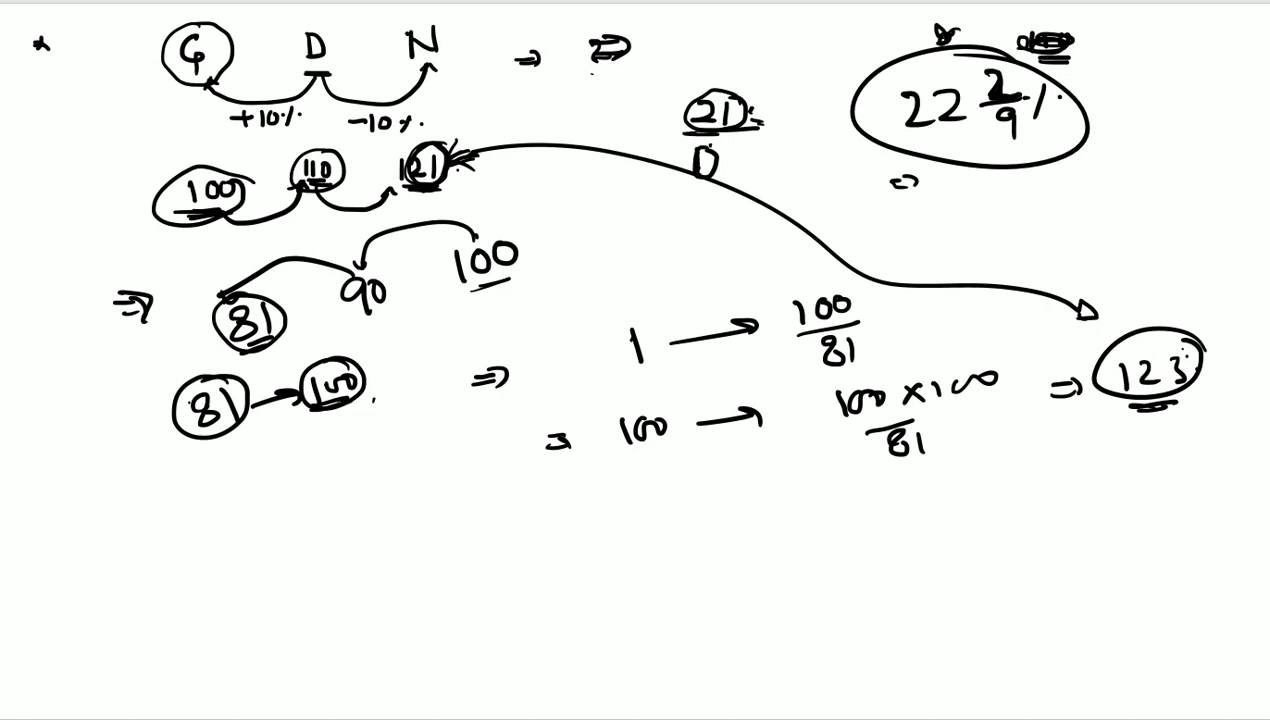 G D N ⇒ ⇒
+10% -10%.
22 2/9 %
21
D
100 110 121
⇒
⇒ 81 90 100
1 → 100/81
81 → 100 ⇒
⇒ 100 → 100×100/81 ⇒ 123